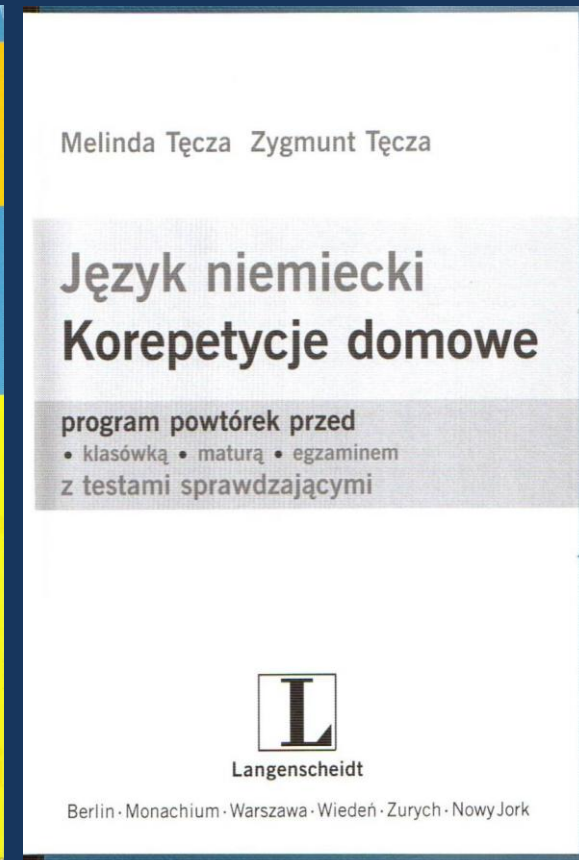 Melinda Tęcza Zygmunt Tęcza
Język niemiecki
Korepetycje domowe
program powtórek przed
• klasówką • maturą • egzaminem
z testami sprawdzającymi
L
Langenscheidt
Berlin · Monachium · Warszawa · Wiedeń · Zurych · Nowy Jork